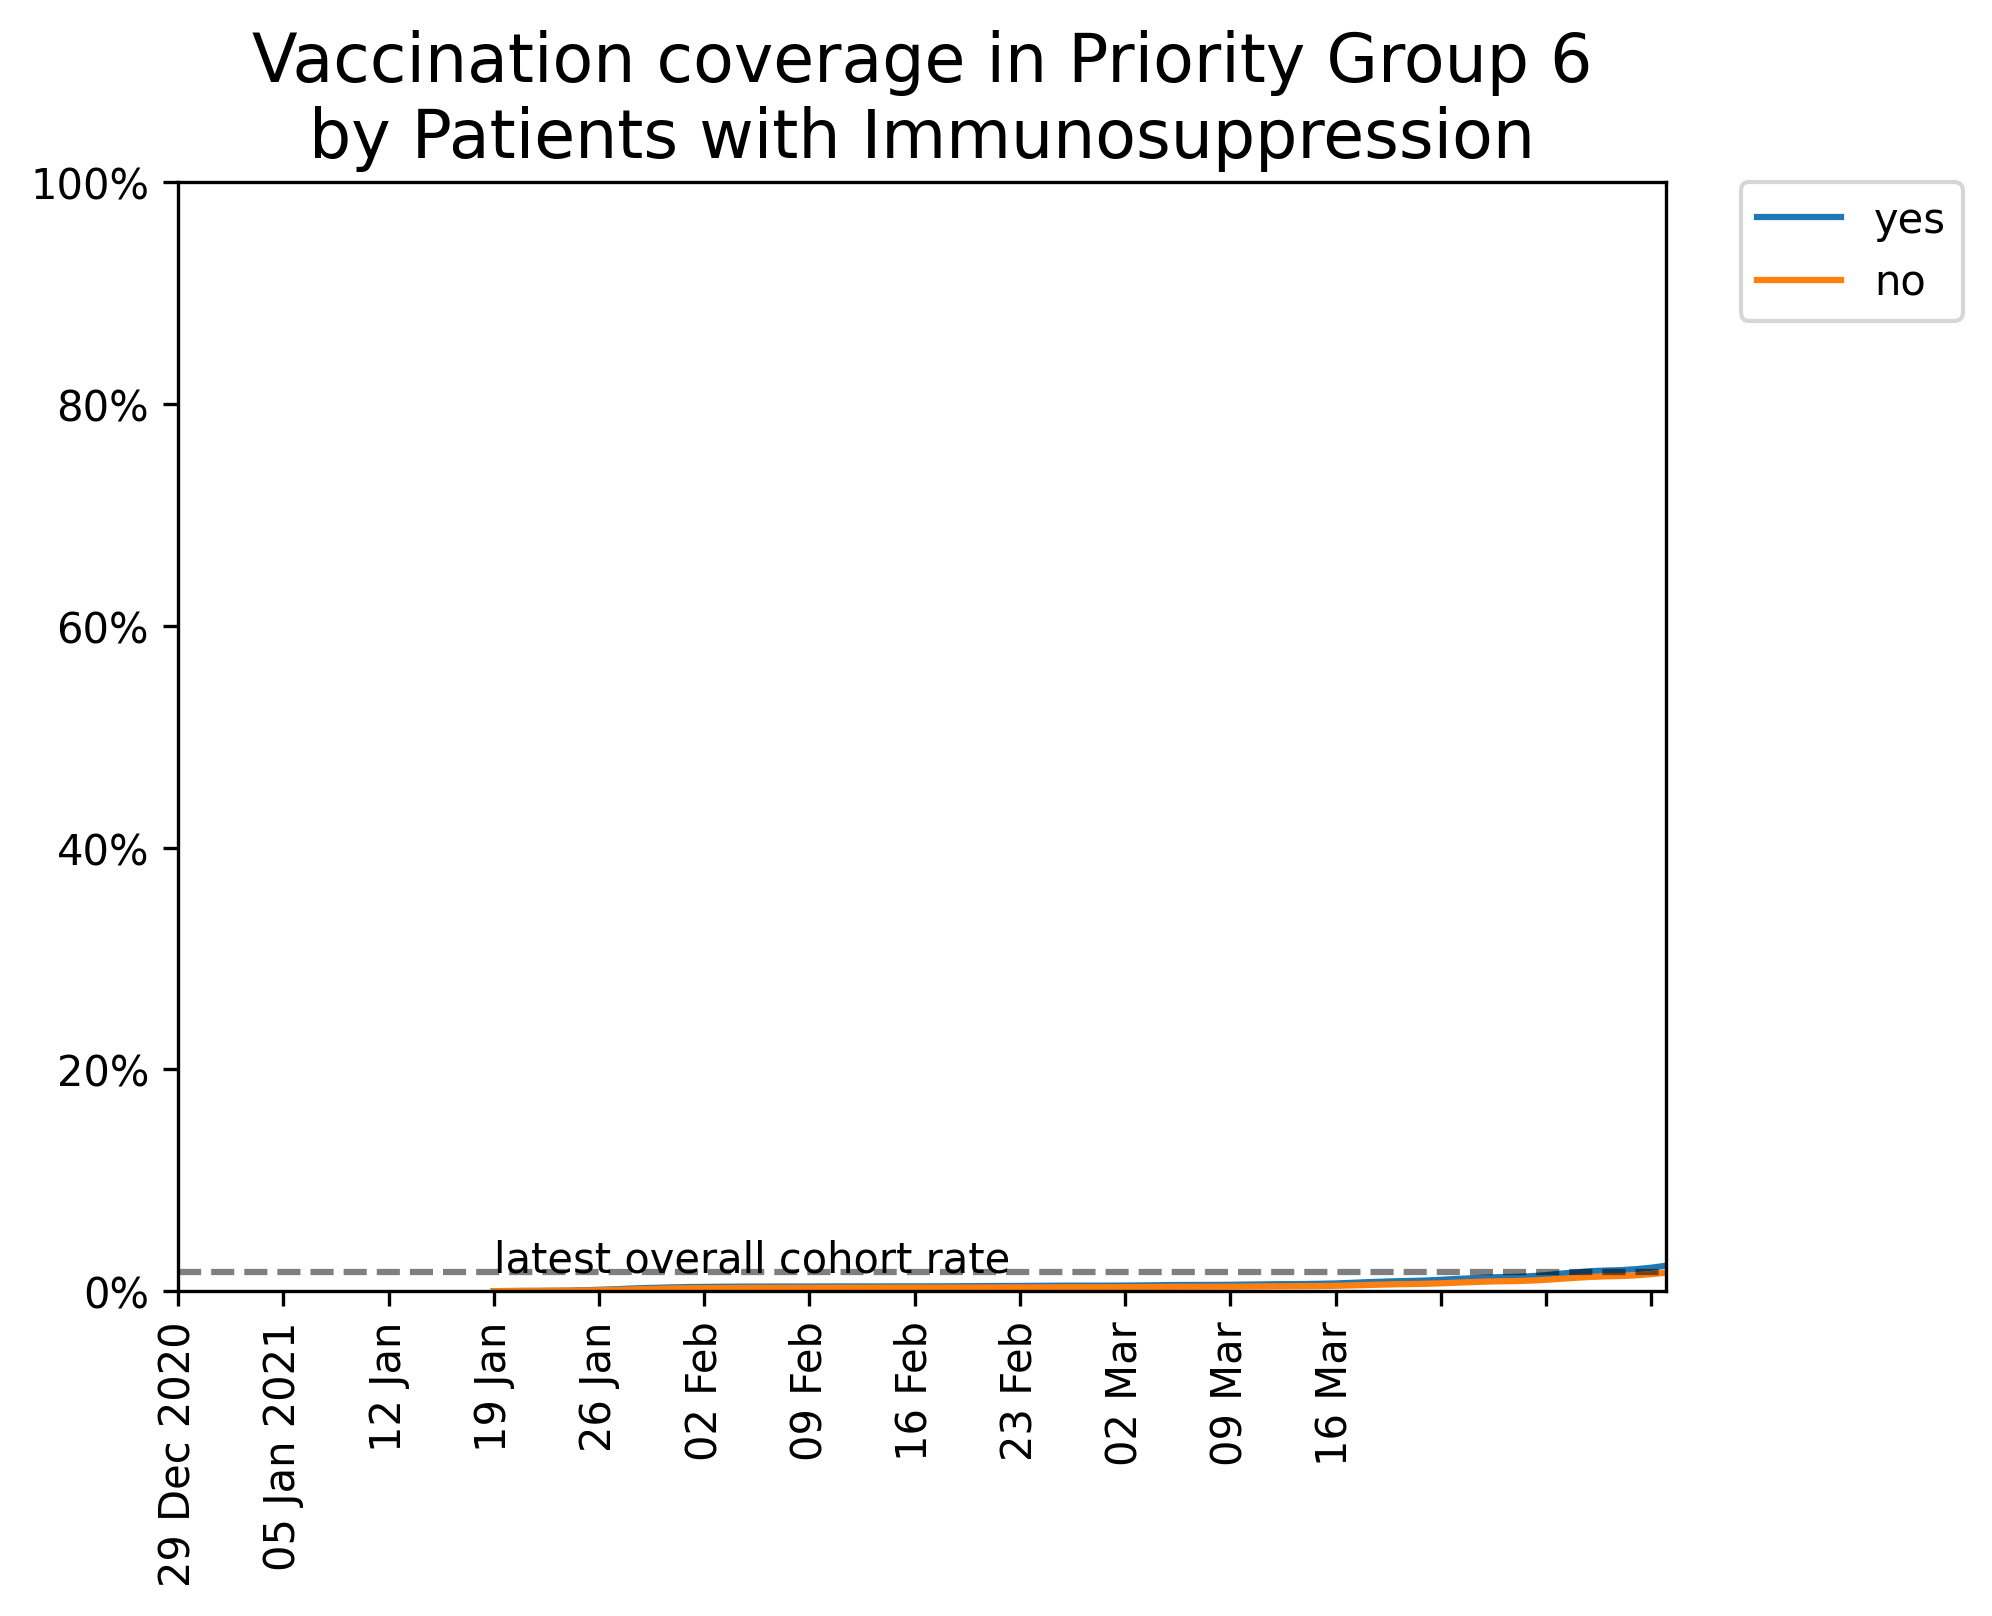 Vaccination coverage in Priority Group 6
by Patients with Immunosuppression
100%
80%
60%
40%
20%
0%
yes
no
latest overall cohort rate
29 Dec 2020
05 Jan 2021
12 Jan
19 Jan
26 Jan
02 Feb
09 Feb
16 Feb
23 Feb
02 Mar
09 Mar
16 Mar